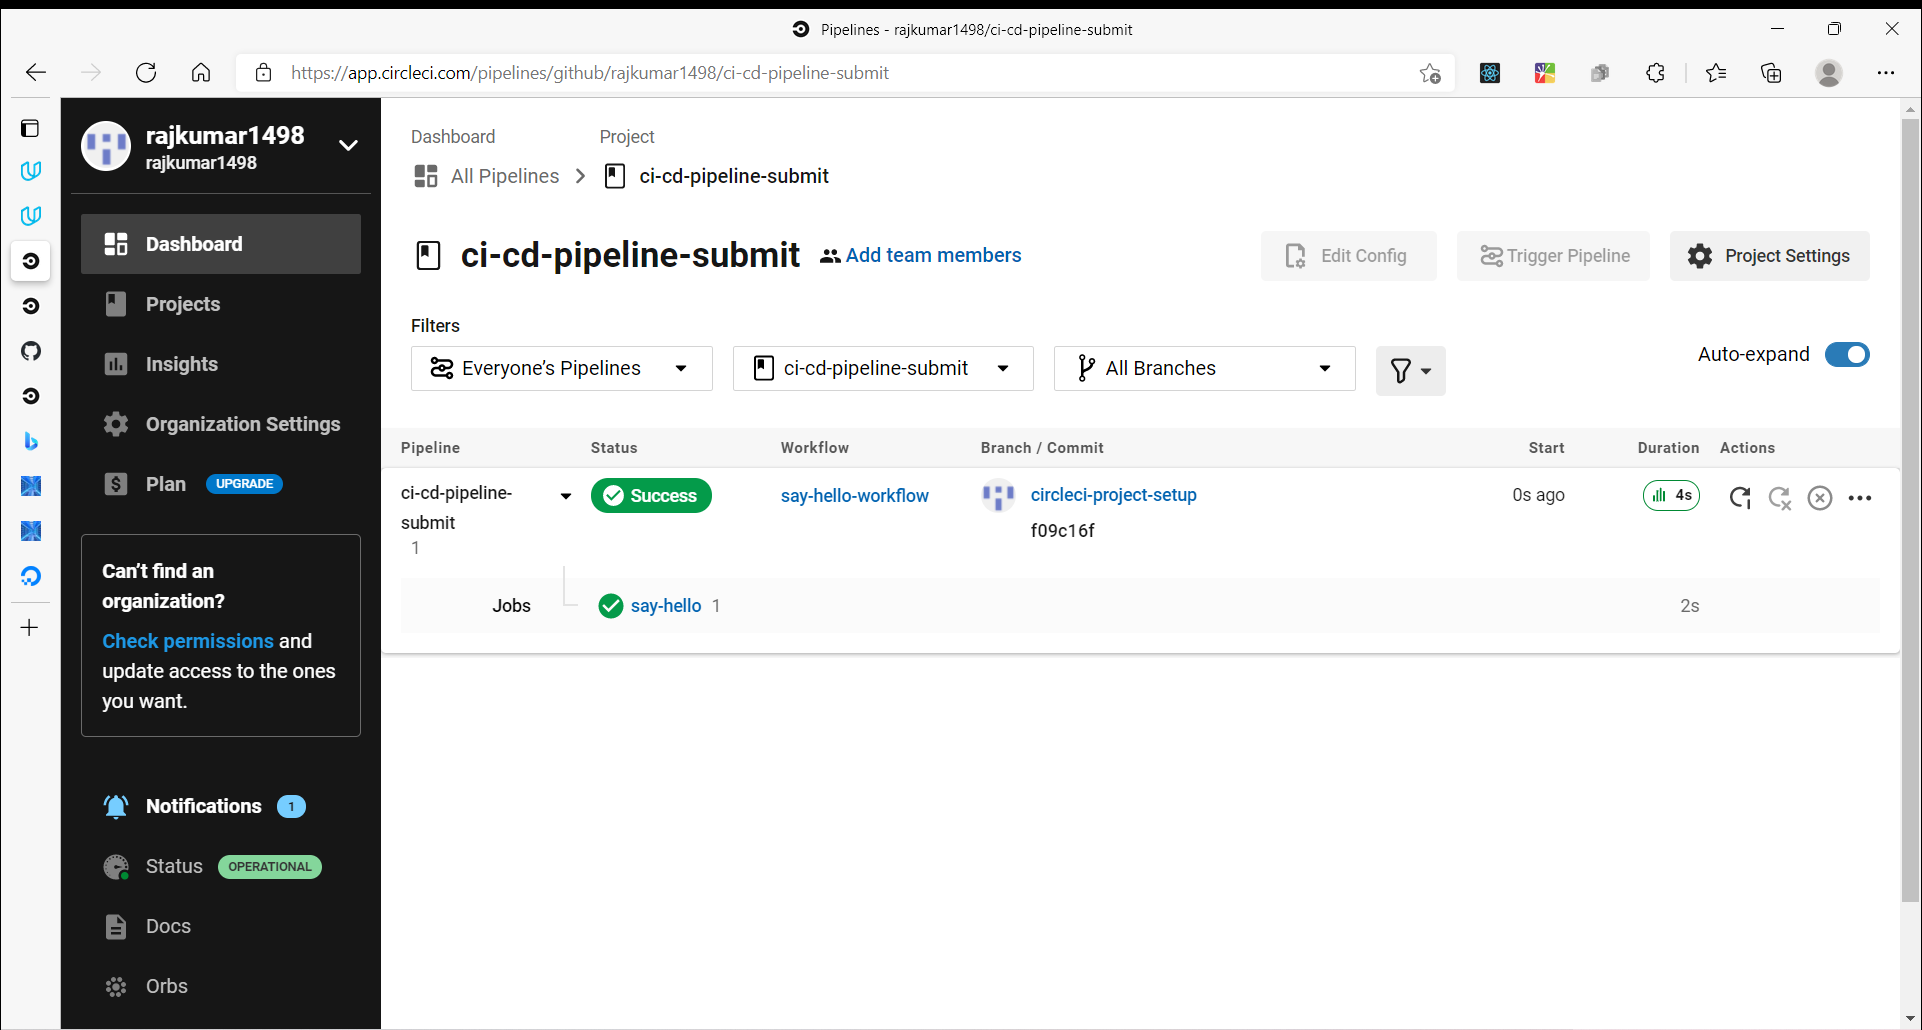 Pipelines - rajkumar1498/ci-cd-pipeline-submit
https://app.circleci.com/pipelines/github/rajkumar1498/ci-cd-pipeline-submit
rajkumar1498
rajkumar1498
Dashboard
Projects
Insights
Organization Settings
Plan UPGRADE
Can't find an
organization?
Check permissions and
update access to the ones
you want.
Notifications 1
Status OPERATIONAL
Docs
Orbs
Dashboard Project
All Pipelines ci-cd-pipeline-submit
ci-cd-pipeline-submit Add team members
Edit Config Trigger Pipeline Project Settings
Filters
Everyone’s Pipelines ci-cd-pipeline-submit All Branches
Auto-expand
Pipeline Status Workflow Branch / Commit Start Duration Actions
ci-cd-pipeline-
submit
1
Success say-hello-workflow circleci-project-setup 0s ago 4s
f09c16f
Jobs say-hello 1 2s